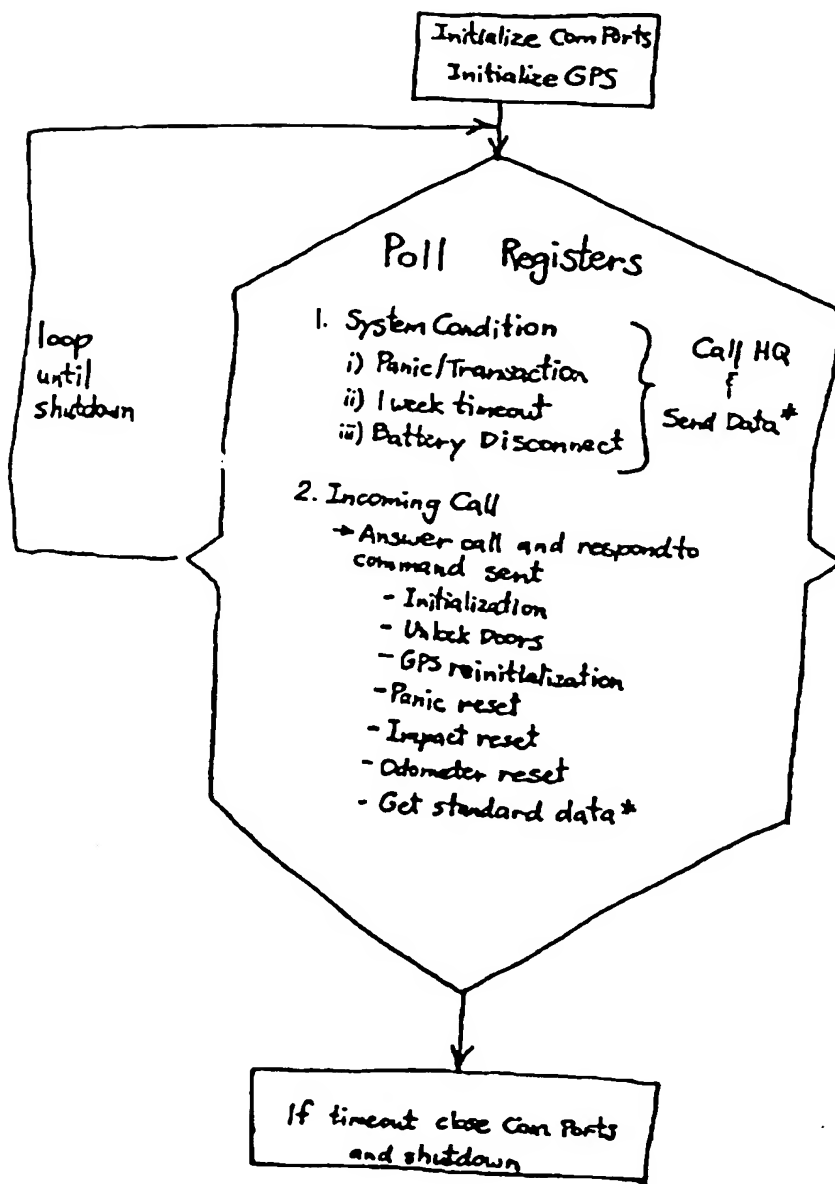 Initialize Com Ports
Initialize GPS
loop
until
shutdown
Poll Registers
1. System Condition
i) Panic/Transaction
ii) 1 week timeout
iii) Battery Disconnect
Call HQ
&
Send Data*
2. Incoming Call
→ Answer call and respond to
command sent
- Initialization
- Unlock Doors
- GPS reinitialization
- Panic reset
- Impact reset
- Odometer reset
- Get standard data*
If timeout close Com Ports
and shutdown